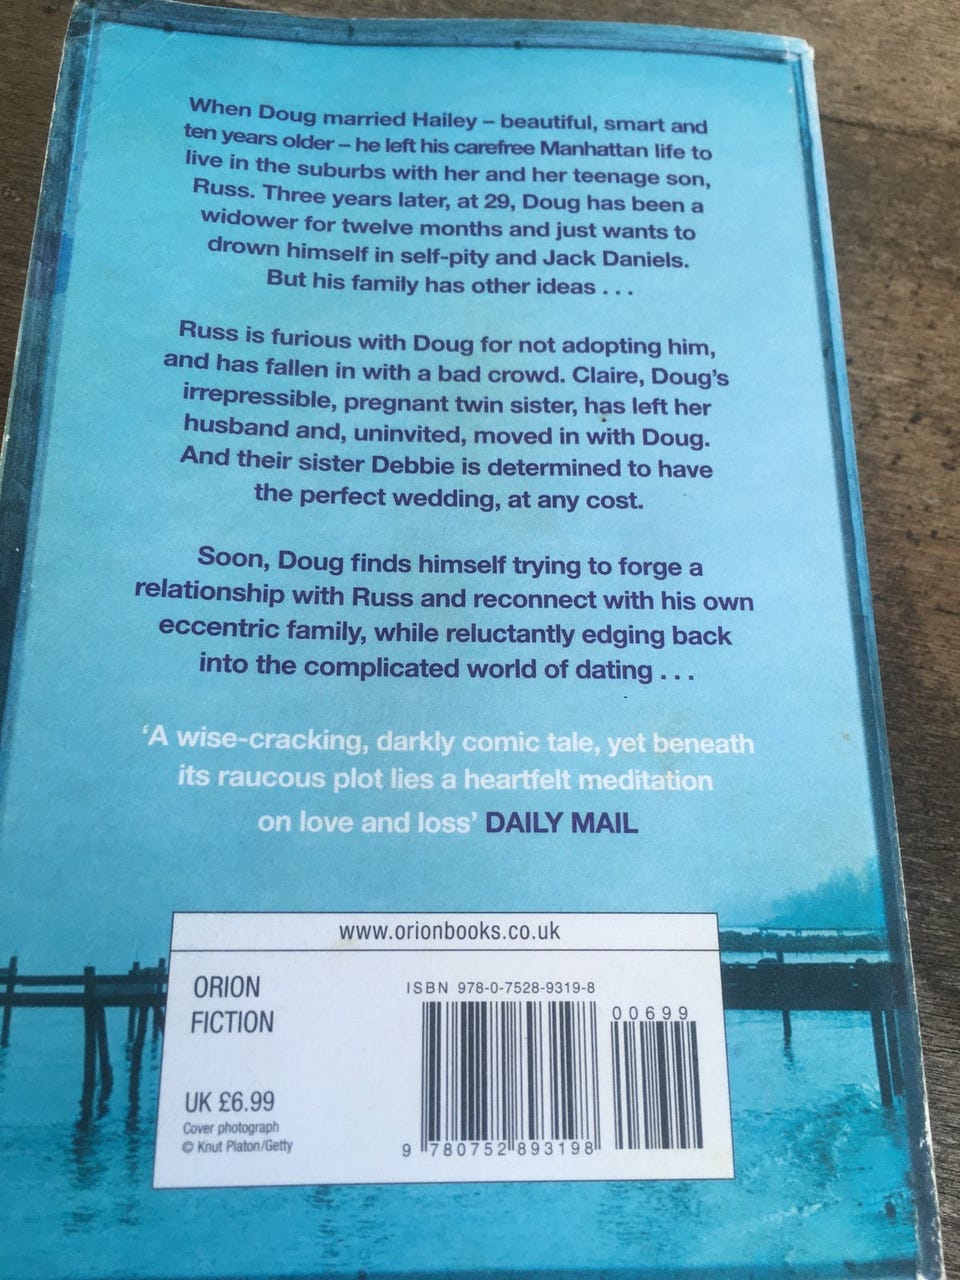 When Doug married Hailey – beautiful, smart and
ten years older – he left his carefree Manhattan life to
live in the suburbs with her and her teenage son,
Russ. Three years later, at 29, Doug has been a
widower for twelve months and just wants to
drown himself in self-pity and Jack Daniels.
But his family has other ideas . . .
Russ is furious with Doug for not adopting him,
and has fallen in with a bad crowd. Claire, Doug's
irrepressible, pregnant twin sister, has left her
husband and, uninvited, moved in with Doug.
And their sister Debbie is determined to have
the perfect wedding, at any cost.
Soon, Doug finds himself trying to forge a
relationship with Russ and reconnect with his own
eccentric family, while reluctantly edging back
into the complicated world of dating . . .
‘A wise-cracking, darkly comic tale, yet beneath
its raucous plot lies a heartfelt meditation
on love and loss’ DAILY MAIL
www.orionbooks.co.uk
ORION
FICTION
UK £6.99
Cover photograph
© Knut Platon/Getty
ISBN 978-0-7528-9319-8
00699
9 780752 893198